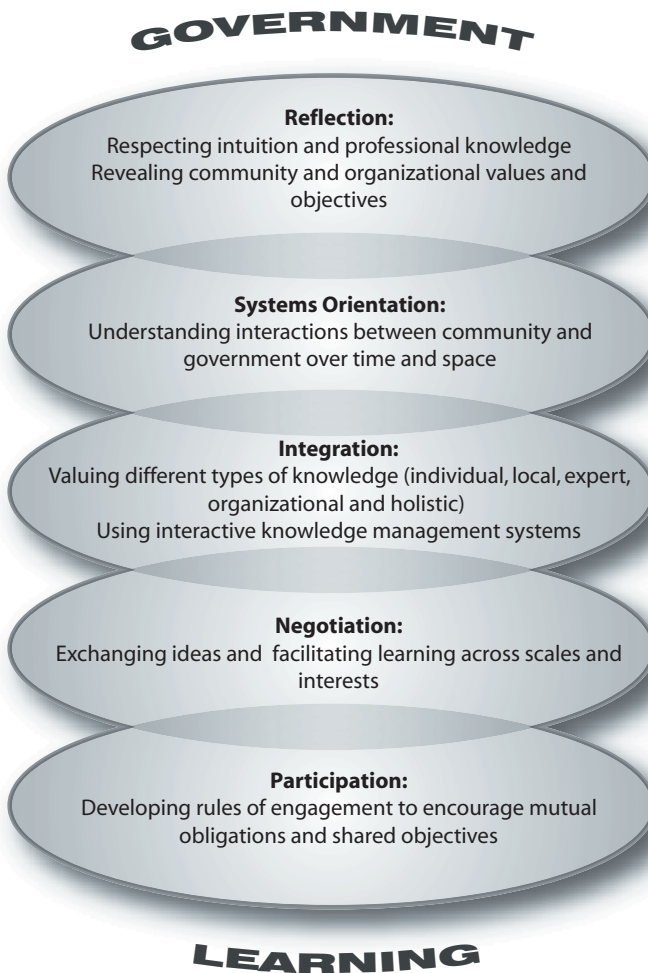 GOVERNMENT
Reflection:
Respecting intuition and professional knowledge
Revealing community and organizational values and
objectives
Systems Orientation:
Understanding interactions between community and
government over time and space
Integration:
Valuing different types of knowledge (individual, local, expert,
organizational and holistic)
Using interactive knowledge management systems
Negotiation:
Exchanging ideas and facilitating learning across scales and
interests
Participation:
Developing rules of engagement to encourage mutual
obligations and shared objectives
LEARNING